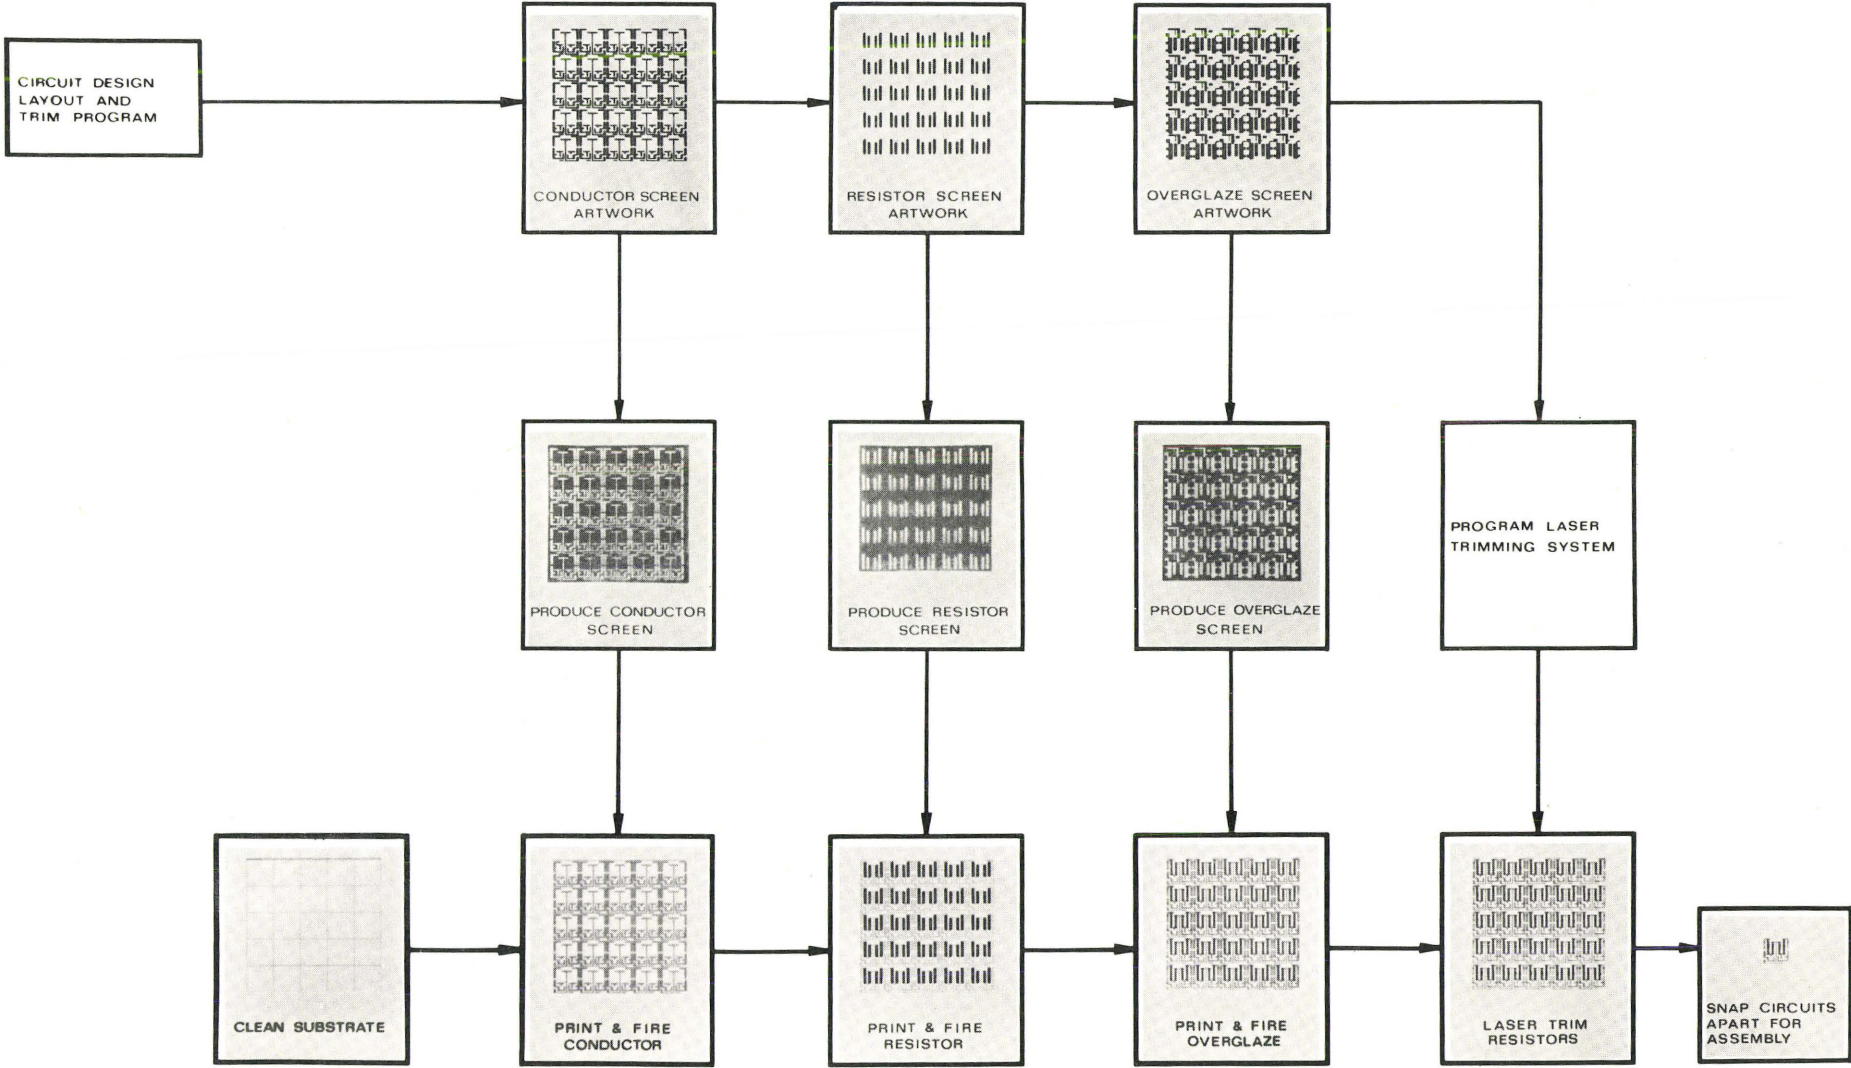 CIRCUIT DESIGN
LAYOUT AND
TRIM PROGRAM
CONDUCTOR SCREEN
ARTWORK
RESISTOR SCREEN
ARTWORK
OVERGLAZE SCREEN
ARTWORK
PRODUCE CONDUCTOR
SCREEN
PRODUCE RESISTOR
SCREEN
PRODUCE OVERGLAZE
SCREEN
PROGRAM LASER
TRIMMING SYSTEM
CLEAN SUBSTRATE
PRINT & FIRE
CONDUCTOR
PRINT & FIRE
RESISTOR
PRINT & FIRE
OVERGLAZE
LASER TRIM
RESISTORS
SNAP CIRCUITS
APART FOR
ASSEMBLY